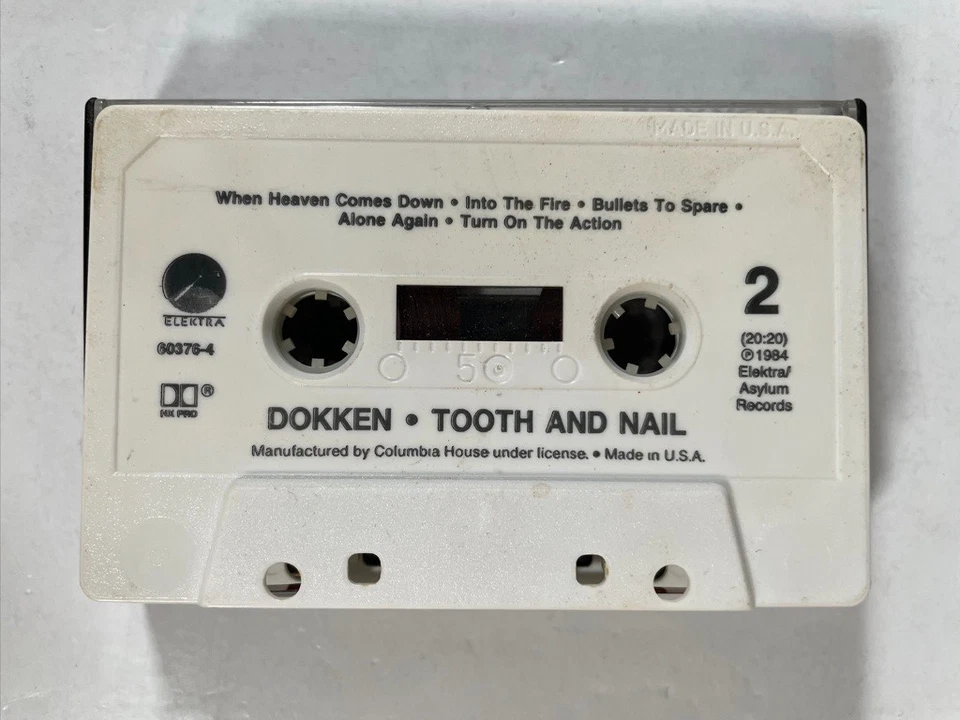 MADE IN U.S.A.
When Heaven Comes Down • Into The Fire • Bullets To Spare •
Alone Again • Turn On The Action
ELEKTRA
60376-4
HX PRO
®
50
2
(20:20)
℗1984
Elektra/
Asylum
Records
DOKKEN • TOOTH AND NAIL
Manufactured by Columbia House under license. • Made in U.S.A.